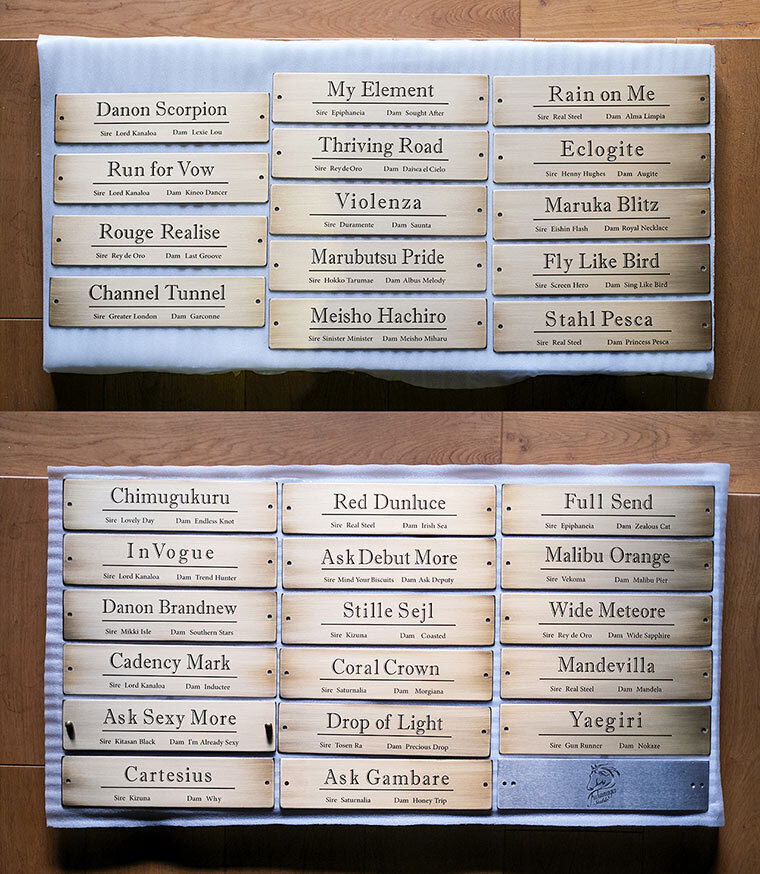 Danon Scorpion
Sire Lord Kanaloa Dam Lexie Lou
Run for Vow
Sire Lord Kanaloa Dam Kineo Dancer
Rouge Realise
Sire Rey de Oro Dam Last Groove
Channel Tunnel
Sire Greater London Dam Garconne
My Element
Sire Epiphaneia Dam Sought After
Thriving Road
Sire Rey de Oro Dam Daiwa el Cielo
Violenza
Sire Duramente Dam Saunta
Marubutsu Pride
Sire Hokko Tarumae Dam Albus Melody
Meisho Hachiro
Sire Sinister Minister Dam Meisho Miharu
Rain on Me
Sire Real Steel Dam Alma Limpia
Eclogite
Sire Henny Hughes Dam Augite
Maruka Blitz
Sire Eishin Flash Dam Royal Necklace
Fly Like Bird
Sire Screen Hero Dam Sing Like Bird
Stahl Pesca
Sire Real Steel Dam Princess Pesca
Chimugukuru
Sire Lovely Day Dam Endless Knot
In Vogue
Sire Lord Kanaloa Dam Trend Hunter
Danon Brandnew
Sire Mikki Isle Dam Southern Stars
Cadency Mark
Sire Lord Kanaloa Dam Inductee
Ask Sexy More
Sire Kitasan Black Dam I'm Already Sexy
Cartesius
Sire Kizuna Dam Why
Red Dunluce
Sire Real Steel Dam Irish Sea
Ask Debut More
Sire Mind Your Biscuits Dam Ask Deputy
Stille Sejl
Sire Kizuna Dam Coasted
Coral Crown
Sire Saturnalia Dam Morgiana
Drop of Light
Sire Tosen Ra Dam Precious Drop
Ask Gambare
Sire Saturnalia Dam Honey Trip
Full Send
Sire Epiphaneia Dam Zealous Cat
Malibu Orange
Sire Vekoma Dam Malibu Pier
Wide Meteore
Sire Rey de Oro Dam Wide Sapphire
Mandevilla
Sire Real Steel Dam Mandela
Yaegiri
Sire Gun Runner Dam Nokaze